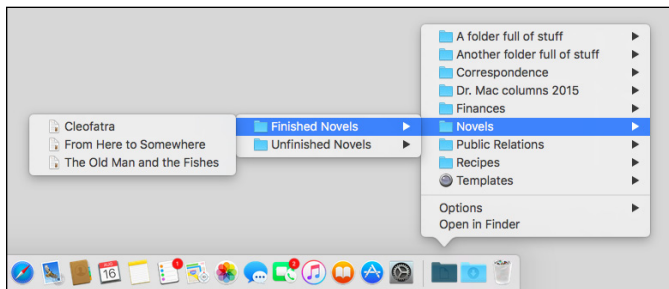 A folder full of stuff
Another folder full of stuff
Correspondence
Dr. Mac columns 2015
Finances
Novels
Public Relations
Recipes
Templates
Options
Open in Finder
Finished Novels
Unfinished Novels
Cleofatra
From Here to Somewhere
The Old Man and the Fishes
16
1
2